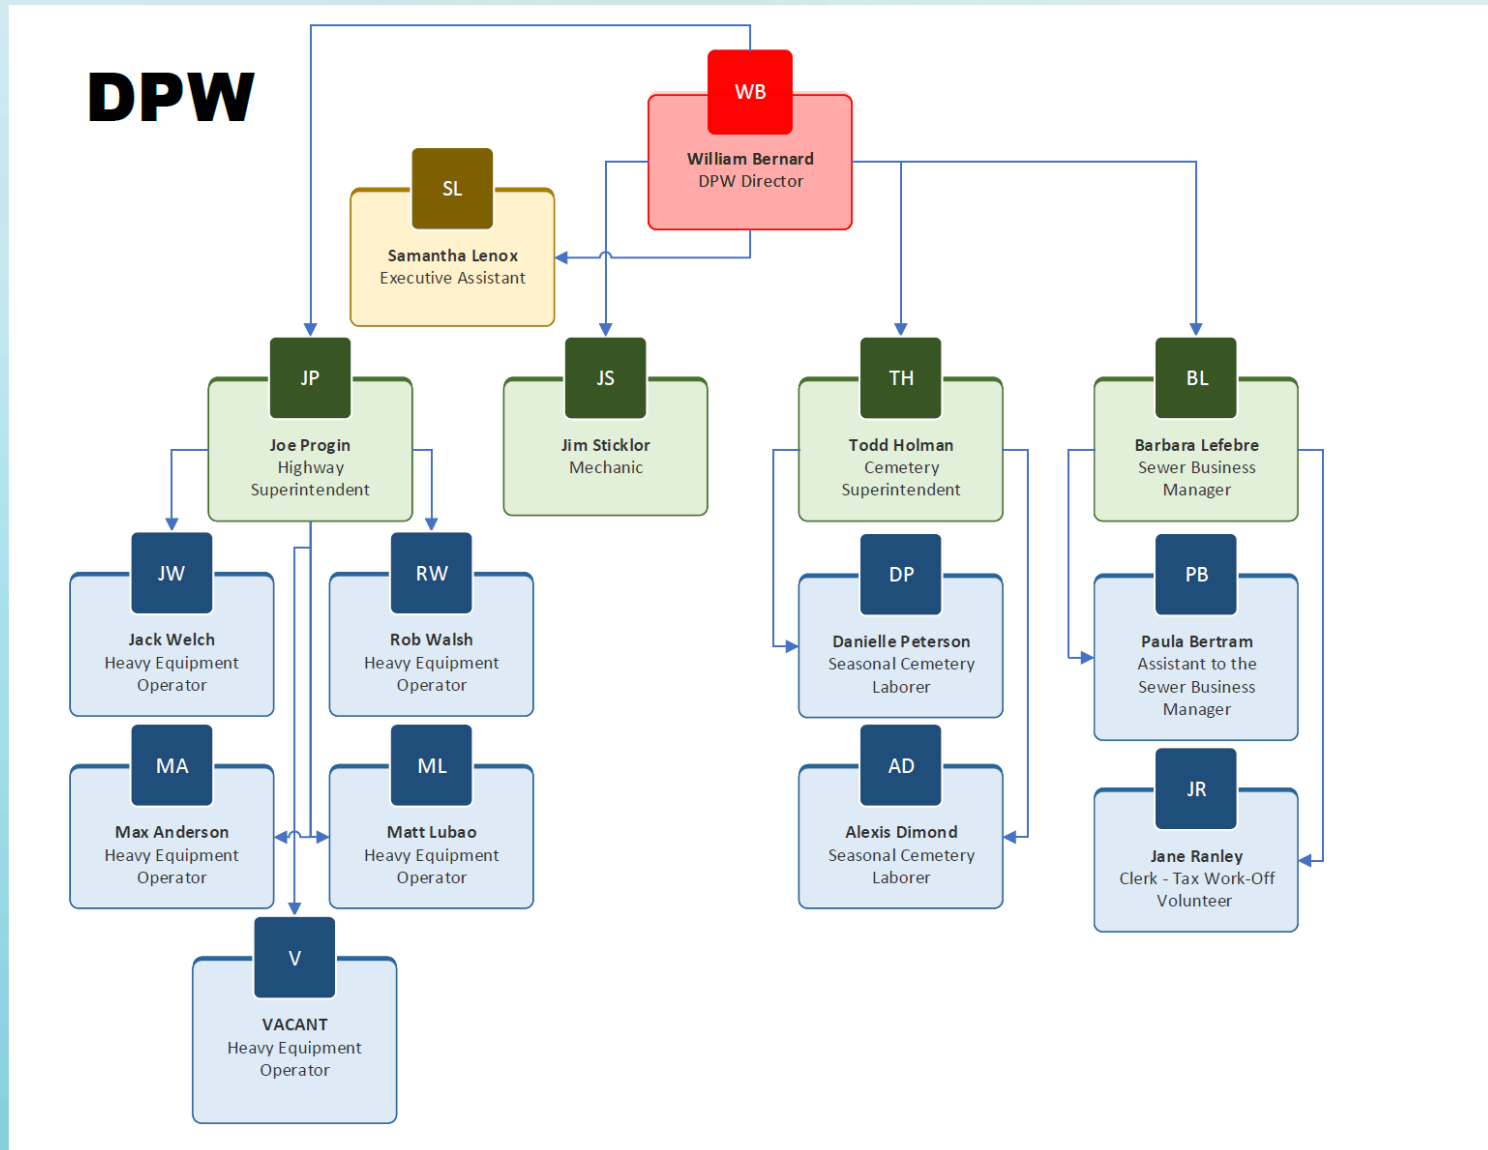 DPW
WB
William Bernard
DPW Director
SL
Samantha Lenox
Executive Assistant
JP
Joe Progin
Highway
Superintendent
JS
Jim Sticklor
Mechanic
TH
Todd Holman
Cemetery
Superintendent
BL
Barbara Lefebre
Sewer Business
Manager
JW
Jack Welch
Heavy Equipment
Operator
RW
Rob Walsh
Heavy Equipment
Operator
DP
Danielle Peterson
Seasonal Cemetery
Laborer
PB
Paula Bertram
Assistant to the
Sewer Business
Manager
MA
Max Anderson
Heavy Equipment
Operator
ML
Matt Lubao
Heavy Equipment
Operator
AD
Alexis Dimond
Seasonal Cemetery
Laborer
JR
Jane Ranley
Clerk - Tax Work-Off
Volunteer
V
VACANT
Heavy Equipment
Operator